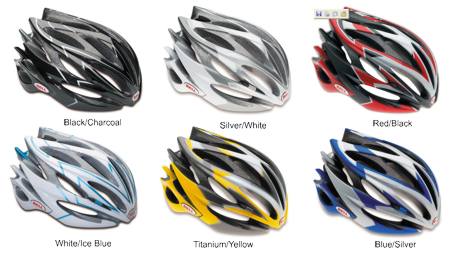 Black/Charcoal
Silver/White
Red/Black
White/Ice Blue
Titanium/Yellow
Blue/Silver